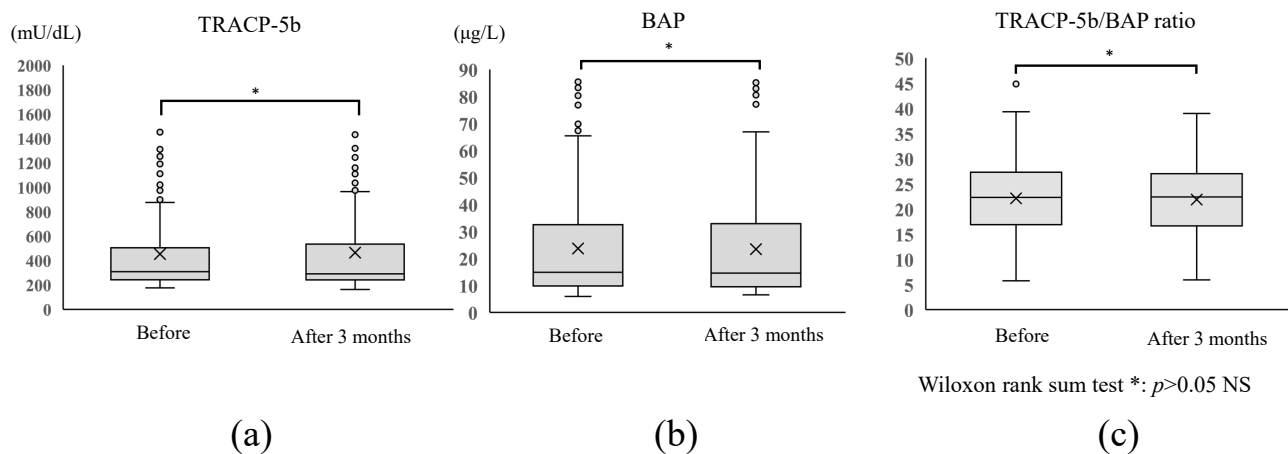 TRACP-5b
(mU/dL)
*
2000
1800
1600
1400
1200
1000
800
600
400
200
0
Before
After 3 months
(a)
BAP
(μg/L)
*
90
80
70
60
50
40
30
20
10
0
Before
After 3 months
(b)
TRACP-5b/BAP ratio
*
50
45
40
35
30
25
20
15
10
5
0
Before
After 3 months
Wiloxon rank sum test *: p>0.05 NS
(c)